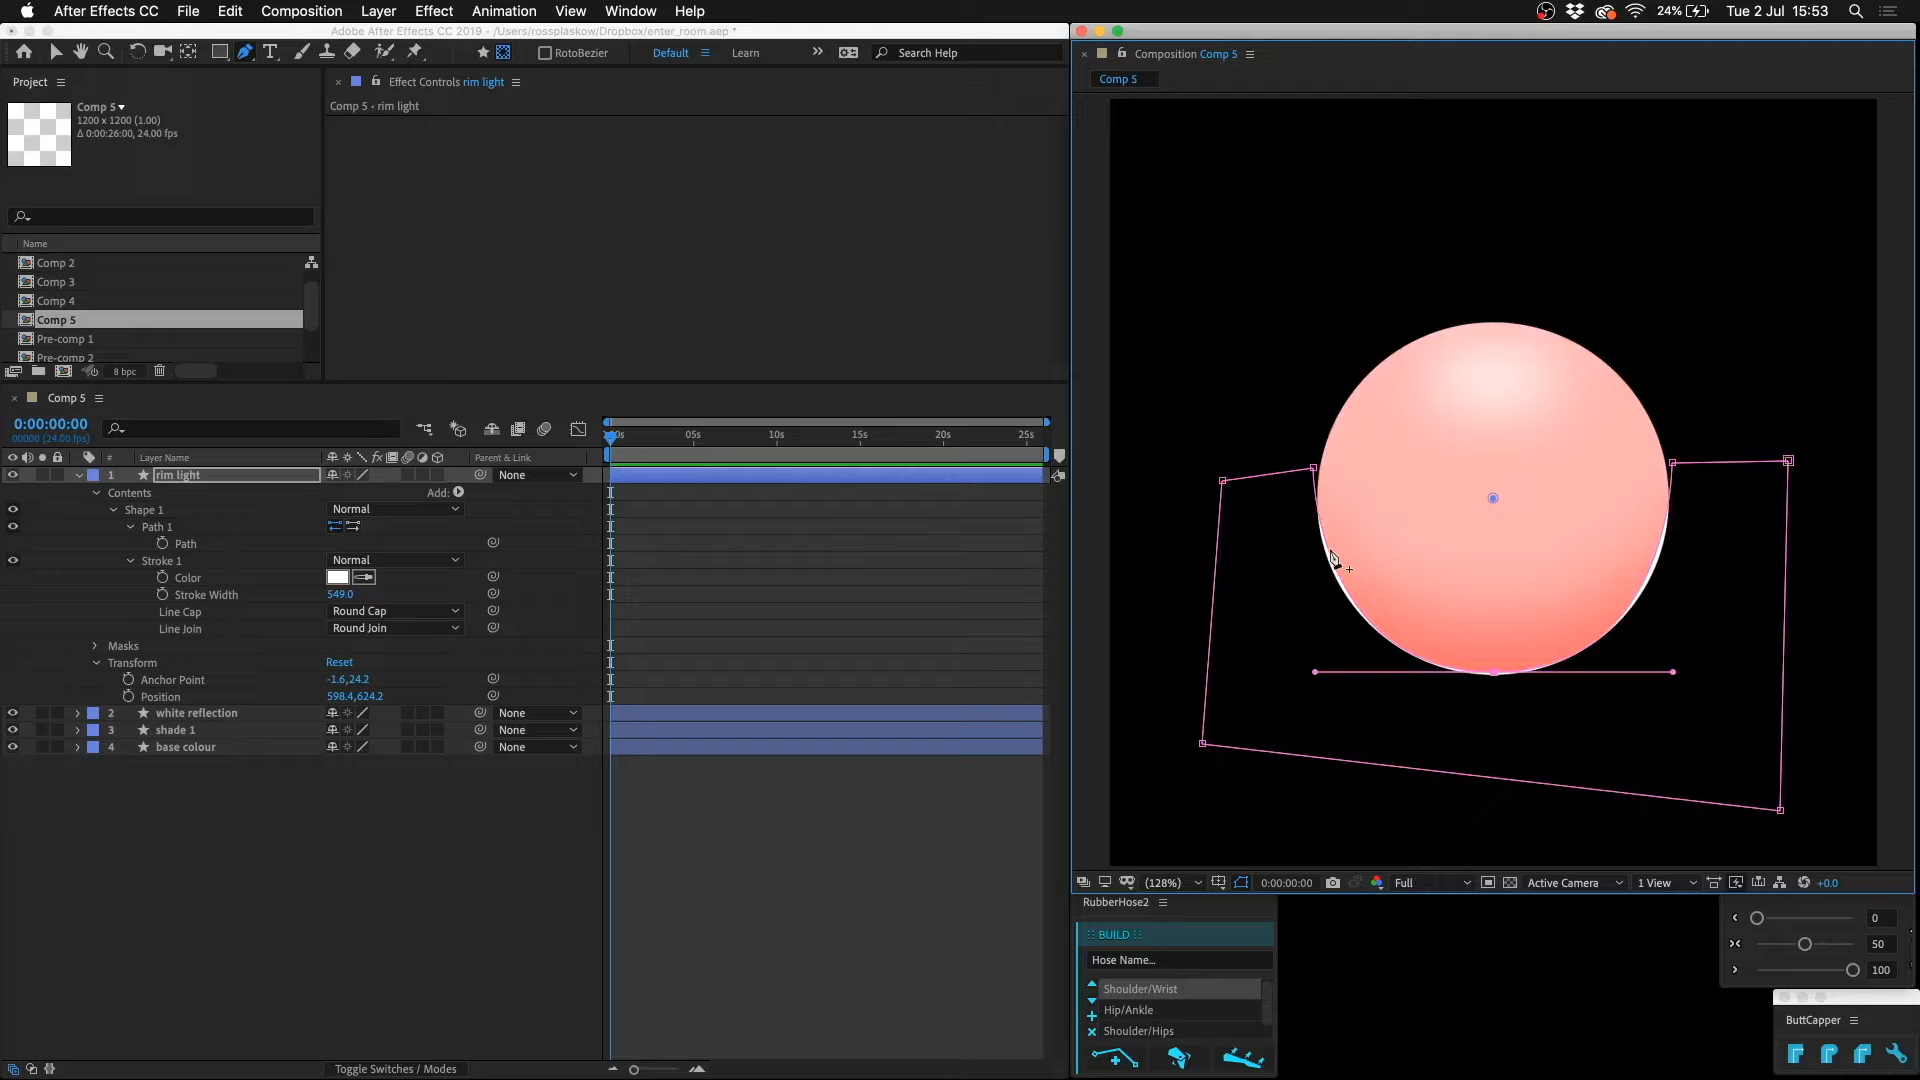 After Effects CC File Edit Composition Layer Effect Animation View Window Help 24% Tue 2 Jul 15:53
Adobe After Effects CC 2019 - /Users/rossplaskow/Dropbox/enter_room.aep *
RotoBezier Default Learn Search Help
Project
Comp 5
1200 x 1200 (1.00)
Δ 0:00:26:00, 24.00 fps
Name
Comp 2
Comp 3
Comp 4
Comp 5
Pre-comp 1
Pre-comp 2
8 bpc
Effect Controls rim light
Comp 5 • rim light
Composition Comp 5
Comp 5
(128%) 0:00:00:00 Full Active Camera 1 View +0.0
Comp 5
0:00:00:00
00000 (24.00 fps)
05s 10s 15s 20s 25s
# Layer Name Parent & Link
1 rim light None
Contents Add:
Shape 1 Normal
Path 1
Path
Stroke 1 Normal
Color
Stroke Width 549.0
Line Cap Round Cap
Line Join Round Join
Masks
Transform Reset
Anchor Point -1.6,24.2
Position 598.4,624.2
2 white reflection None
3 shade 1 None
4 base colour None
Toggle Switches / Modes
RubberHose2
BUILD
Hose Name...
Shoulder/Wrist
Hip/Ankle
Shoulder/Hips
0
50
100
ButtCapper